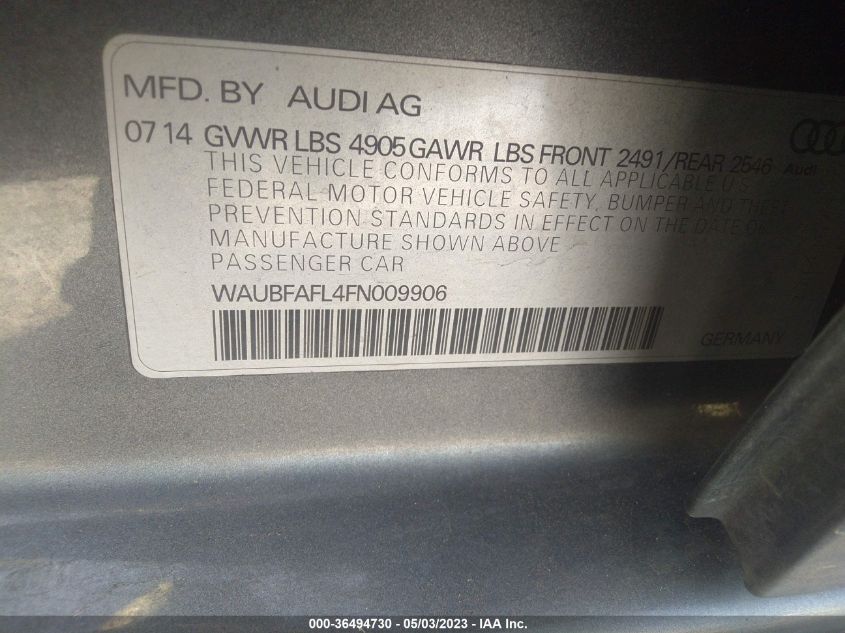 MFD. BY AUDI AG
07 14 GVWR LBS 4905 GAWR LBS FRONT 2491/REAR 2546
Audi
THIS VEHICLE CONFORMS TO ALL APPLICABLE U.S.
FEDERAL MOTOR VEHICLE SAFETY, BUMPER AND THEFT
PREVENTION STANDARDS IN EFFECT ON THE DATE OF
MANUFACTURE SHOWN ABOVE
PASSENGER CAR
WAUBFAFL4FN009906
GERMANY
000-36494730 - 05/03/2023 - IAA Inc.